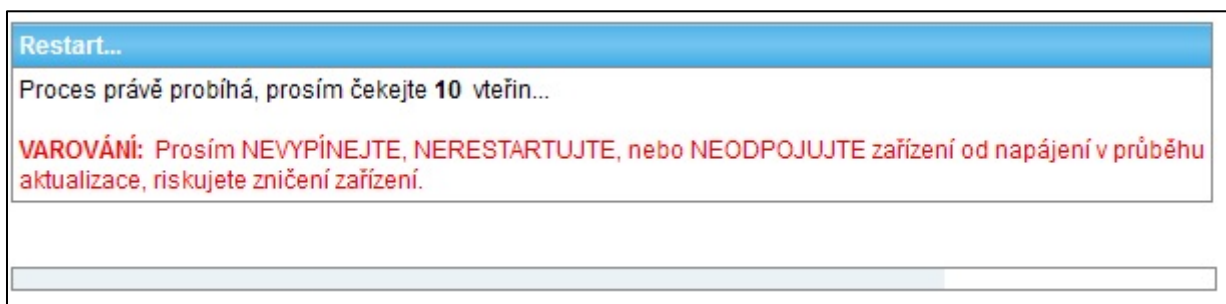 Restart...
Proces právě probíhá, prosím čekejte 10 vteřin...
VAROVÁNÍ: Prosím NEVYPÍNEJTE, NERESTARTUJTE, nebo NEODPOJUJTE zařízení od napájení v průběhu
aktualizace, riskujete zničení zařízení.